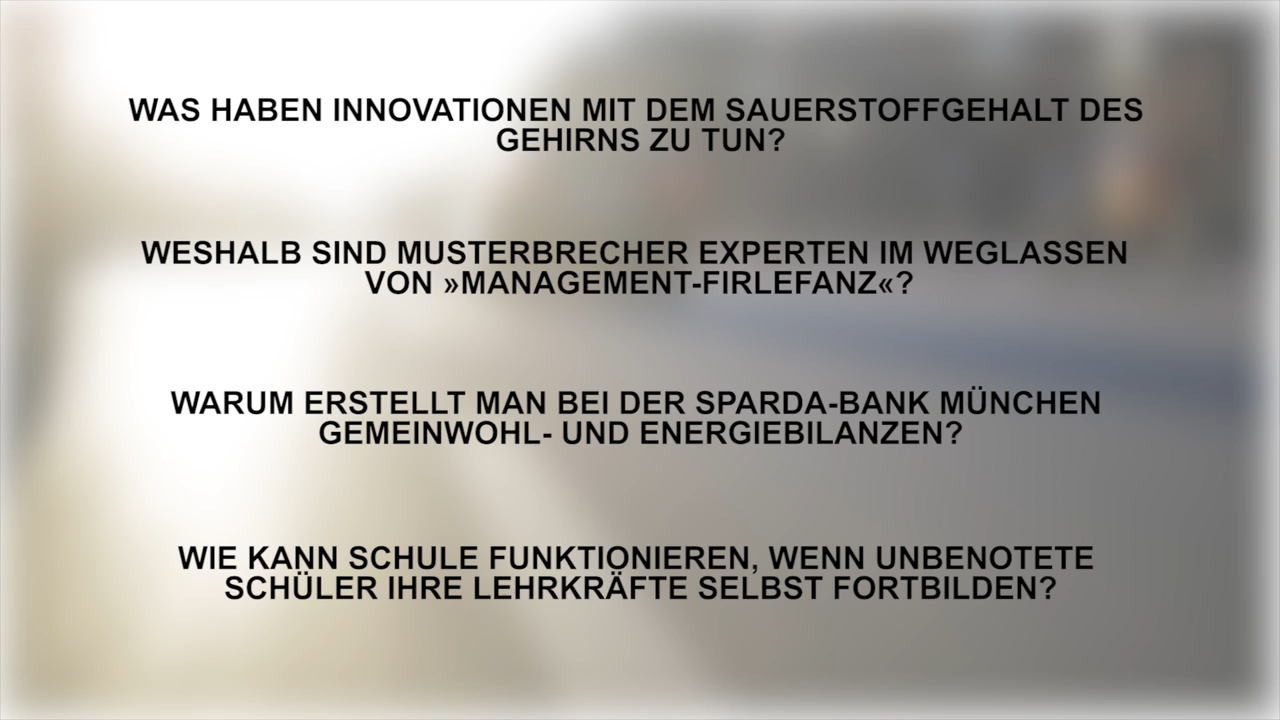 WAS HABEN INNOVATIONEN MIT DEM SAUERSTOFFGEHALT DES
GEHIRNS ZU TUN?
WESHALB SIND MUSTERBRECHER EXPERTEN IM WEGLASSEN
VON »MANAGEMENT-FIRLEFANZ«?
WARUM ERSTELLT MAN BEI DER SPARDA-BANK MÜNCHEN
GEMEINWOHL- UND ENERGIEBILANZEN?
WIE KANN SCHULE FUNKTIONIEREN, WENN UNBENOTETE
SCHÜLER IHRE LEHRKRÄFTE SELBST FORTBILDEN?